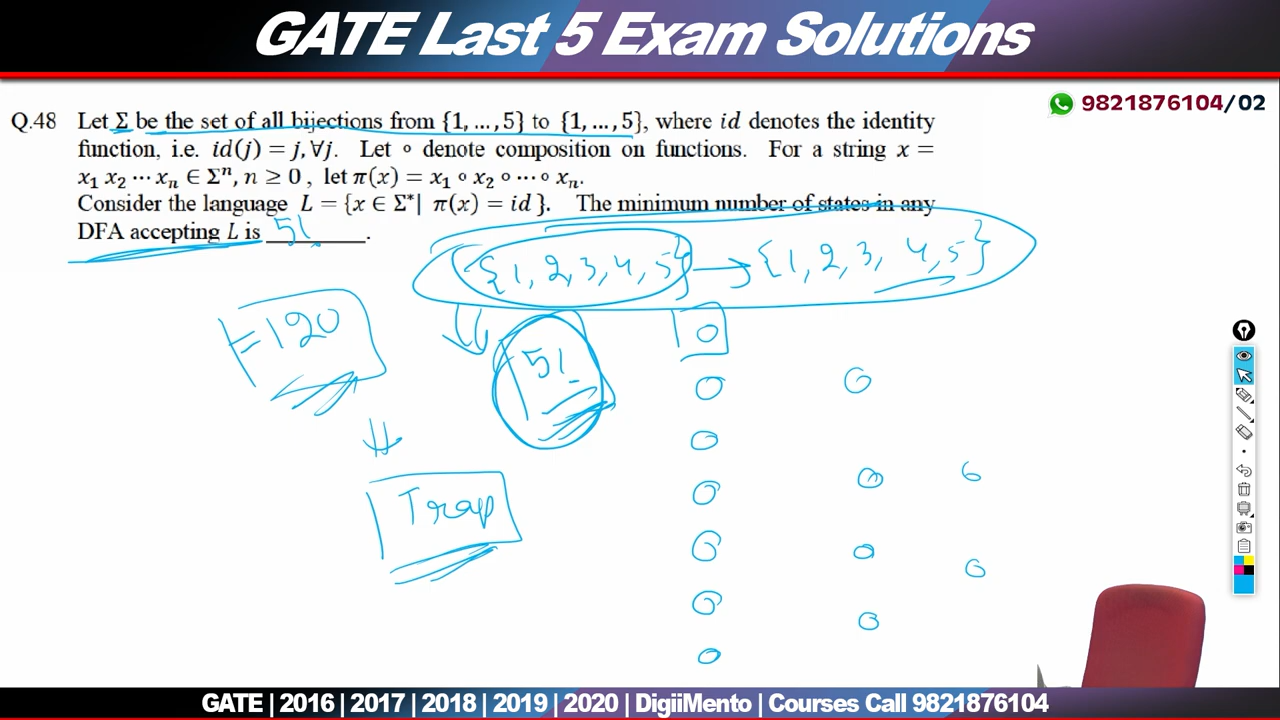 GATE Last 5 Exam Solutions
9821876104/02
Q.48 Let Σ be the set of all bijections from {1, ..., 5} to {1, ..., 5}, where id denotes the identity
function, i.e. id(j) = j, ∀j. Let ∘ denote composition on functions. For a string x =
x₁ x₂ ⋯ xₙ ∈ Σⁿ, n ≥ 0 , let π(x) = x₁ ∘ x₂ ∘ ⋯ ∘ xₙ.
Consider the language L = {x ∈ Σ*| π(x) = id }. The minimum number of states in any
DFA accepting L is 5! .
{1, 2, 3, 4, 5} → {1, 2, 3, 4, 5}
=120
5!
Trap
GATE | 2016 | 2017 | 2018 | 2019 | 2020 | DigiiMento | Courses Call 9821876104